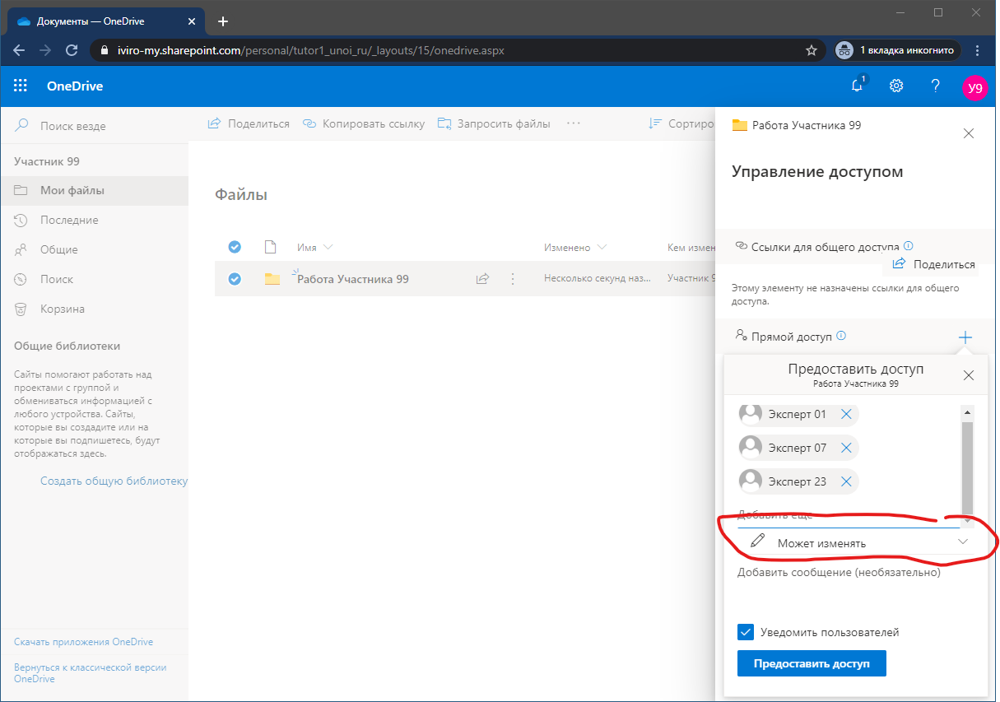 Документы — OneDrive
iviro-my.sharepoint.com/personal/tutor1_unoi_ru/_layouts/15/onedrive.aspx
1 вкладка инкогнито
OneDrive
1
У9
Поиск везде
Поделиться
Копировать ссылку
Запросить файлы
Сортиро
Участник 99
Мои файлы
Последние
Общие
Поиск
Корзина
Общие библиотеки
Сайты помогают работать над
проектами с группой и
обмениваться информацией с
любого устройства. Сайты,
которые вы создадите или на
которые вы подпишетесь, будут
отображаться здесь.
Создать общую библиотеку
Скачать приложения OneDrive
Вернуться к классической версии
OneDrive
Файлы
Имя
Изменено
Кем измен
Работа Участника 99
Несколько секунд наз...
Участник 9
Работа Участника 99
Управление доступом
Ссылки для общего доступа
Поделиться
Этому элементу не назначены ссылки для общего
доступа.
Прямой доступ
Предоставить доступ
Работа Участника 99
Эксперт 01
Эксперт 07
Эксперт 23
Добавить еще
Может изменять
Добавить сообщение (необязательно)
Уведомить пользователей
Предоставить доступ